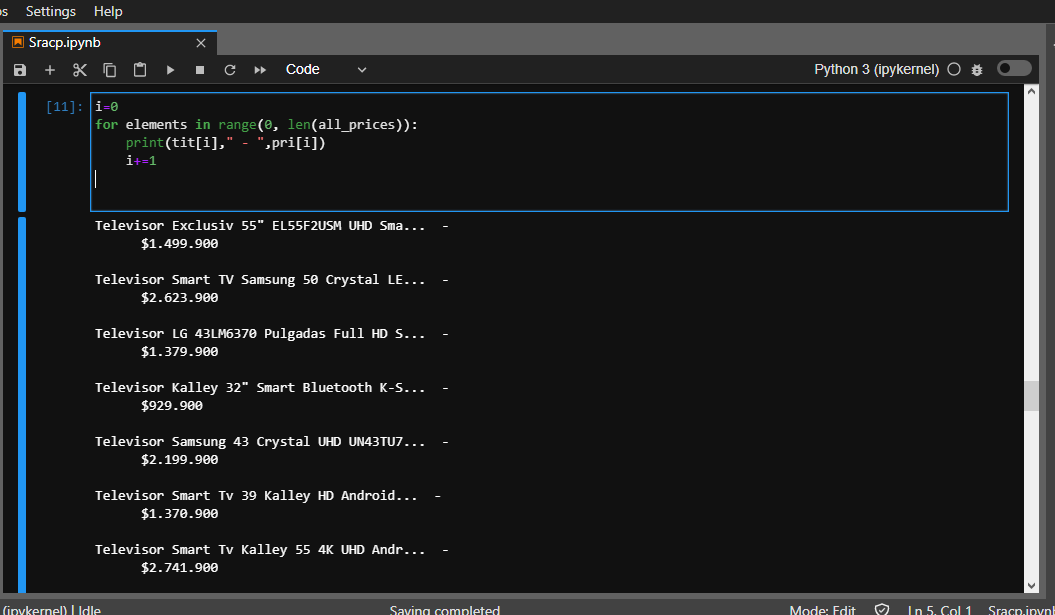 Settings Help
Sracp.ipynb
Code Python 3 (ipykernel)
[11]: i=0
for elements in range(0, len(all_prices)):
    print(tit[i]," - ",pri[i])
    i+=1
Televisor Exclusiv 55" EL55F2USM UHD Sma...  -
      $1.499.900
Televisor Smart TV Samsung 50 Crystal LE...  -
      $2.623.900
Televisor LG 43LM6370 Pulgadas Full HD S...  -
      $1.379.900
Televisor Kalley 32" Smart Bluetooth K-S...  -
      $929.900
Televisor Samsung 43 Crystal UHD UN43TU7...  -
      $2.199.900
Televisor Smart Tv 39 Kalley HD Android...  -
      $1.370.900
Televisor Smart Tv Kalley 55 4K UHD Andr...  -
      $2.741.900
(ipykernel) | Idle Saving completed Mode: Edit Ln 5, Col 1 Sracp.ipynb